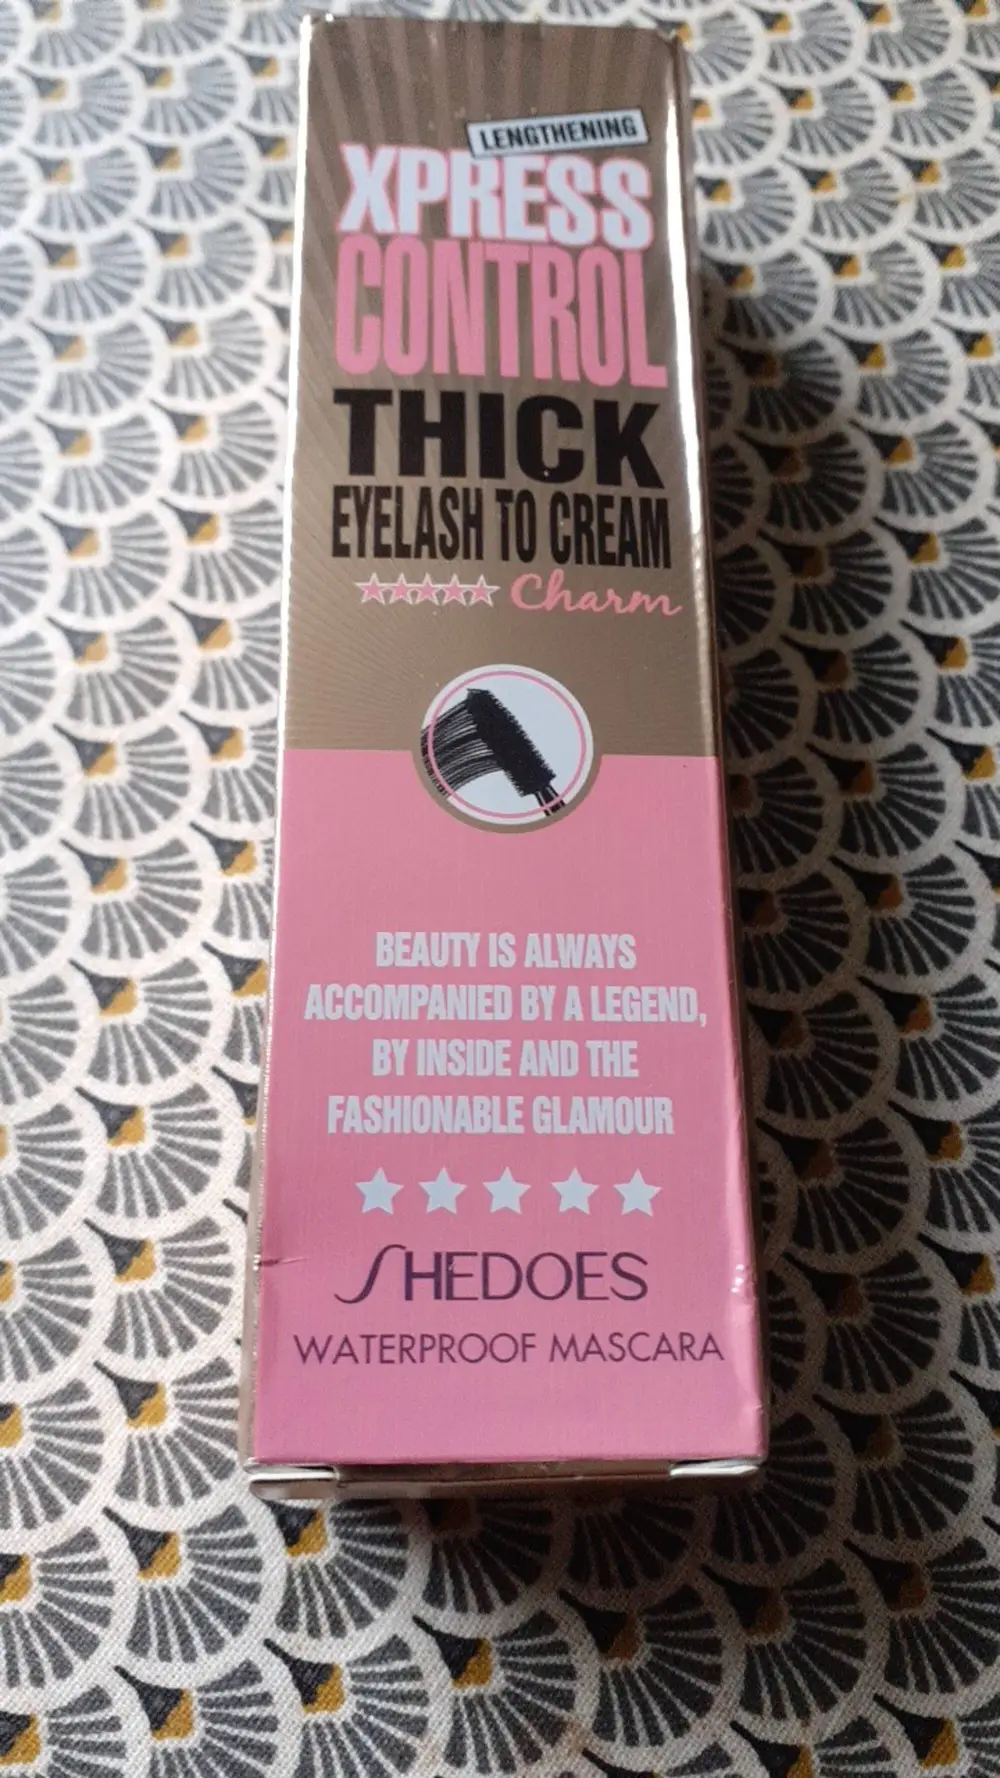 LENGTHENING
XPRESS
CONTROL
THICK
EYELASH TO CREAM
Charm
BEAUTY IS ALWAYS
ACCOMPANIED BY A LEGEND,
BY INSIDE AND THE
FASHIONABLE GLAMOUR
SHEDOES
WATERPROOF MASCARA